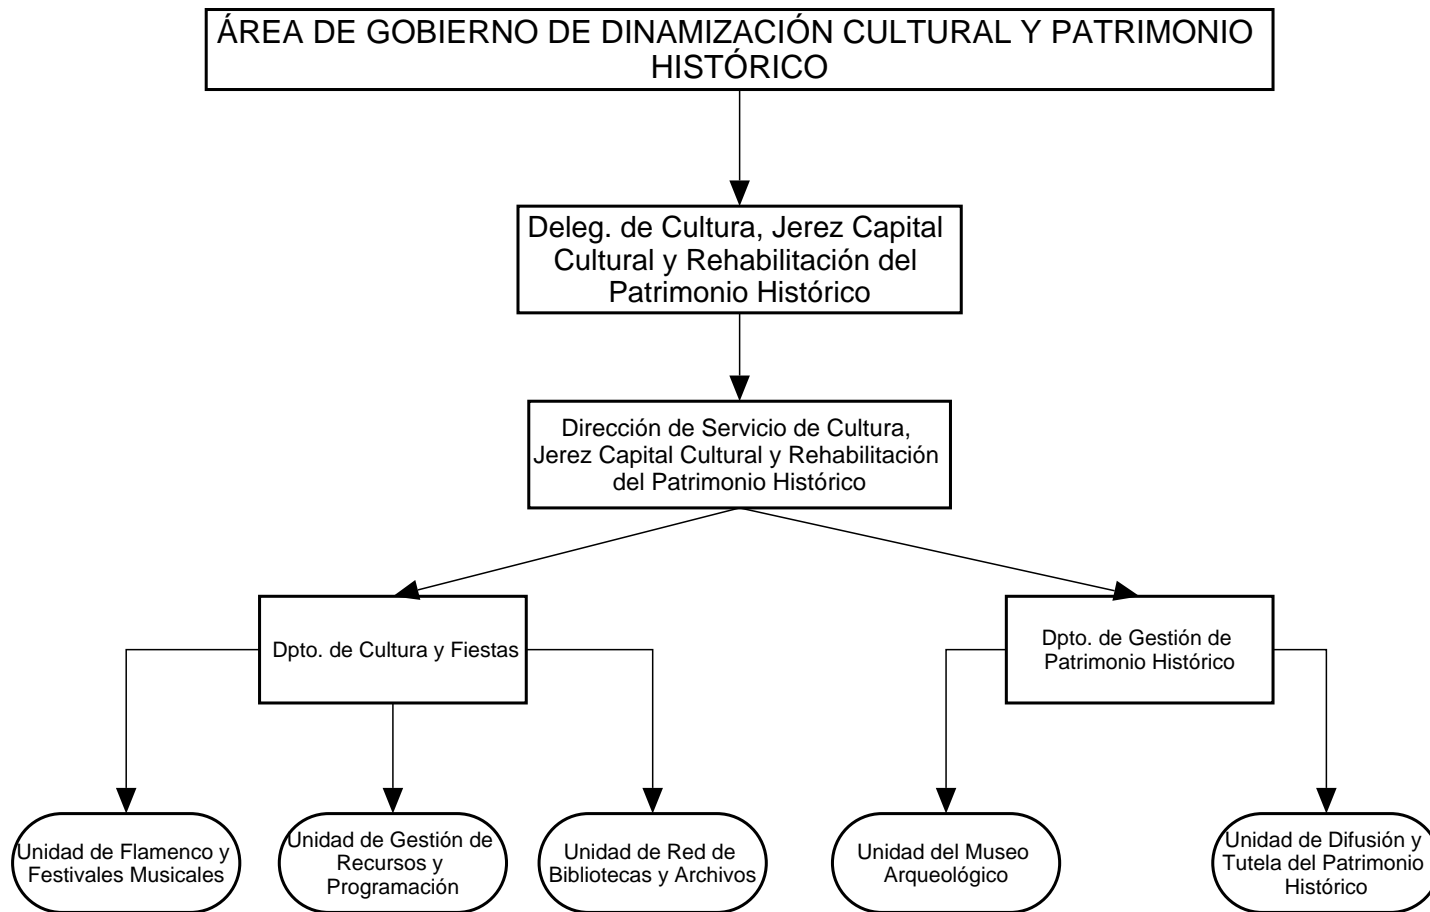 ÁREA DE GOBIERNO DE DINAMIZACIÓN CULTURAL Y PATRIMONIO
HISTÓRICO
Deleg. de Cultura, Jerez Capital
Cultural y Rehabilitación del
Patrimonio Histórico
Dirección de Servicio de Cultura,
Jerez Capital Cultural y Rehabilitación
del Patrimonio Histórico
Dpto. de Cultura y Fiestas
Dpto. de Gestión de
Patrimonio Histórico
Unidad de Flamenco y
Festivales Musicales
Unidad de Gestión de
Recursos y
Programación
Unidad de Red de
Bibliotecas y Archivos
Unidad del Museo
Arqueológico
Unidad de Difusión y
Tutela del Patrimonio
Histórico